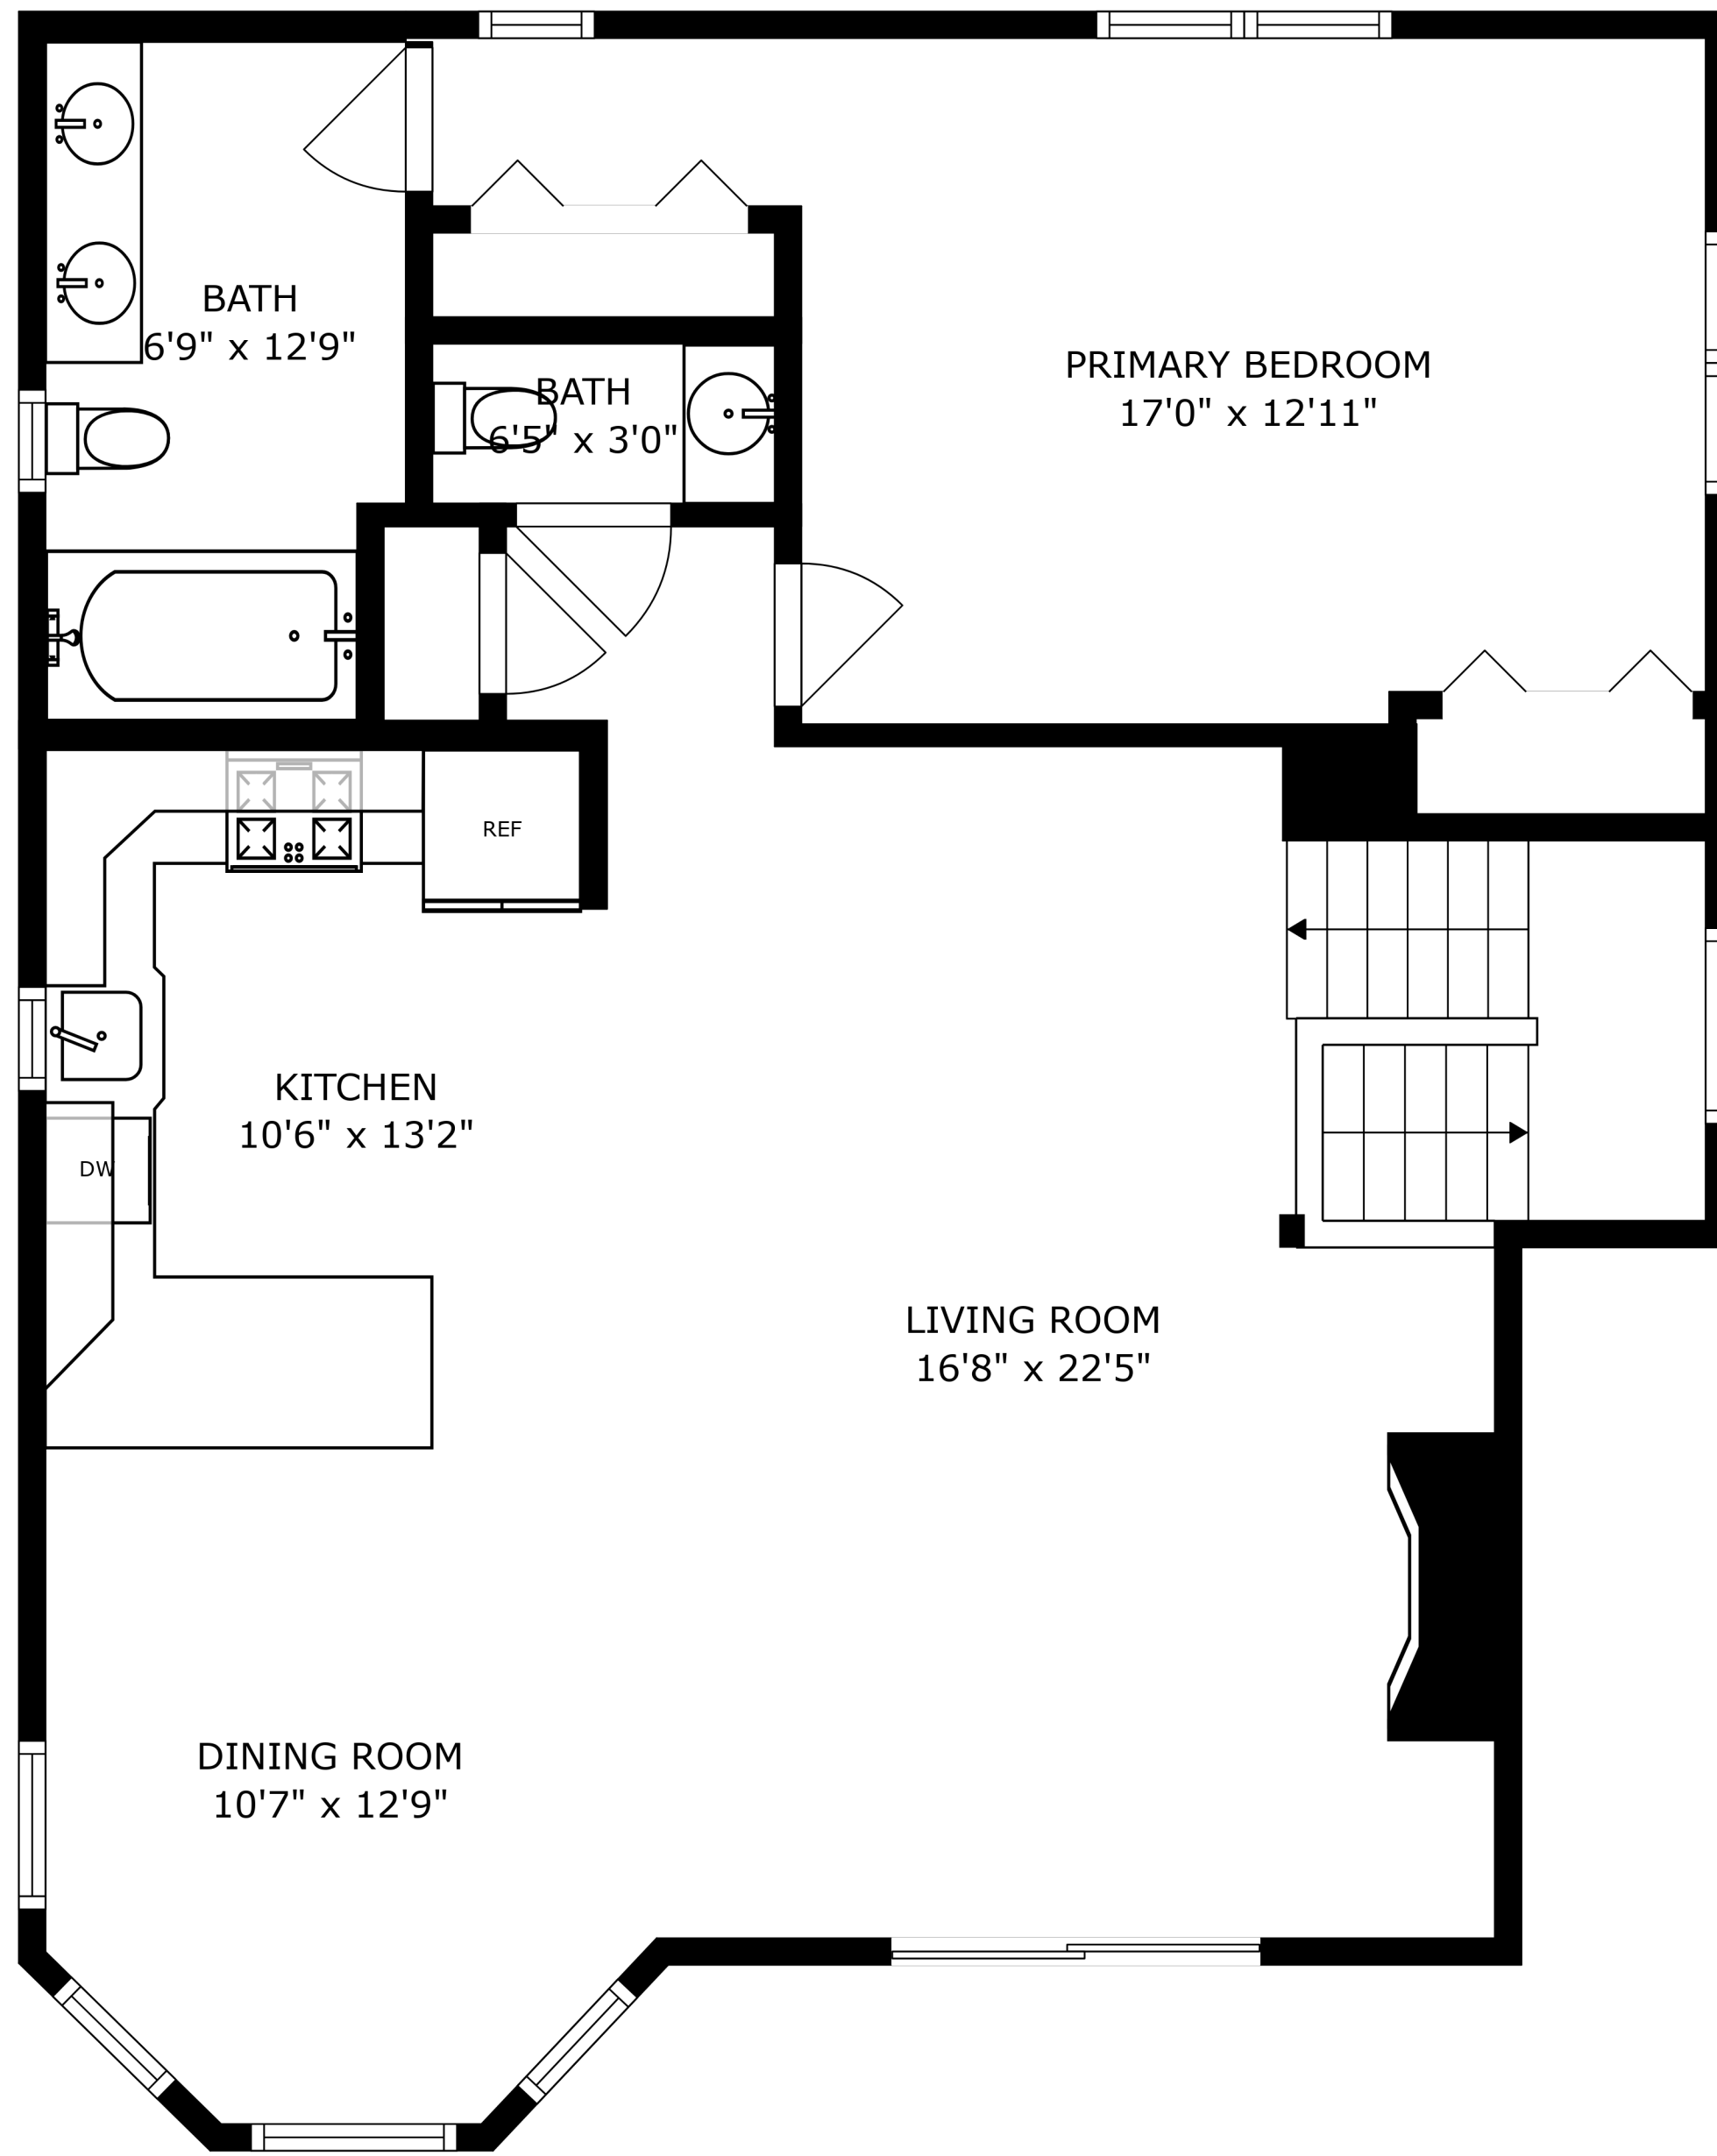 BATH
6'9" x 12'9"
BATH
6'5" x 3'0"
PRIMARY BEDROOM
17'0" x 12'11"
REF
KITCHEN
10'6" x 13'2"
DW
LIVING ROOM
16'8" x 22'5"
DINING ROOM
10'7" x 12'9"